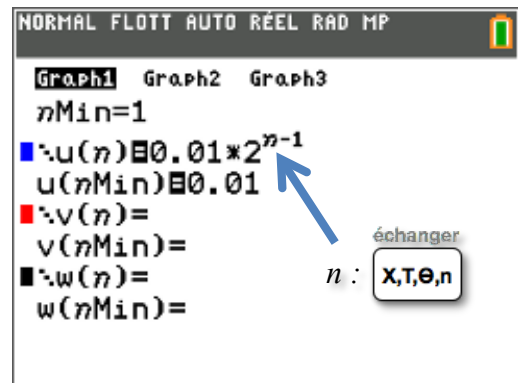 NORMAL FLOTT AUTO RÉEL RAD MP
Graph1 Graph2 Graph3
nMin=1
u(n)=0.01*2^n-1
u(nMin)=0.01
v(n)=
v(nMin)=
w(n)=
w(nMin)=
échanger
n : X,T,Θ,n